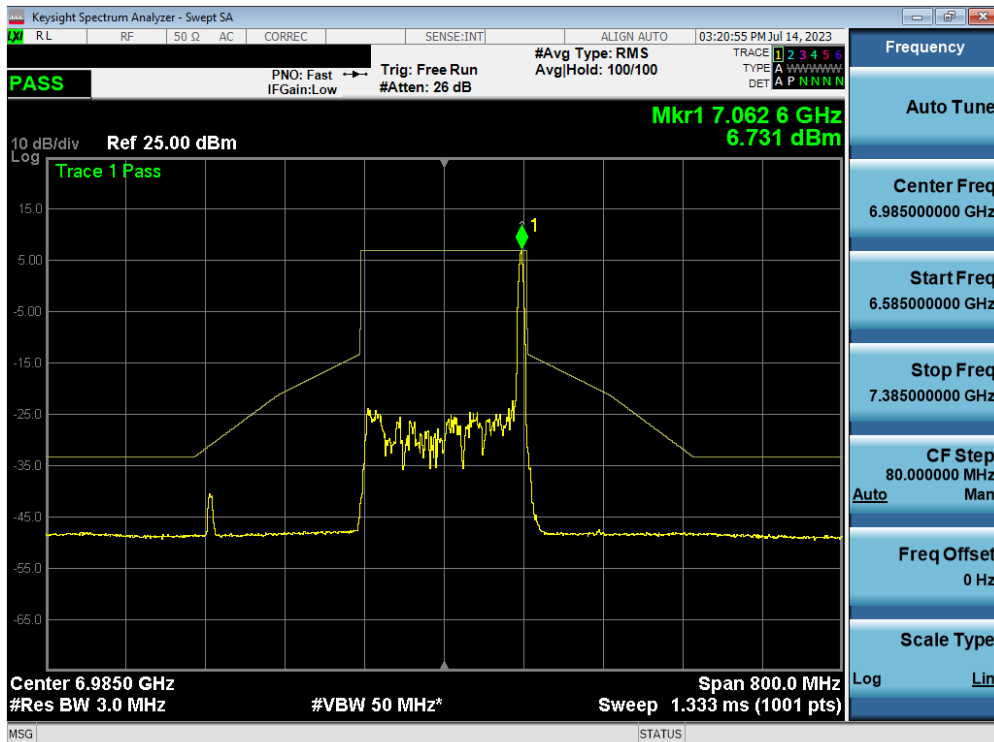 Keysight Spectrum Analyzer - Swept SA
LXI RL RF 50 Ω AC CORREC SENSE:INT ALIGN AUTO 03:20:55 PM Jul 14, 2023
PASS
PNO: Fast
IFGain:Low
Trig: Free Run
#Atten: 26 dB
#Avg Type: RMS
Avg|Hold: 100/100
TRACE 1 2 3 4 5 6
TYPE A W W W W W
DET A P N N N N
Mkr1 7.062 6 GHz
6.731 dBm
10 dB/div
Log
Ref 25.00 dBm
Trace 1 Pass
1
15.0
5.00
-5.00
-15.0
-25.0
-35.0
-45.0
-55.0
-65.0
Center 6.9850 GHz
Span 800.0 MHz
#Res BW 3.0 MHz
#VBW 50 MHz*
Sweep 1.333 ms (1001 pts)
MSG
STATUS
Frequency
Auto Tune
Center Freq
6.985000000 GHz
Start Freq
6.585000000 GHz
Stop Freq
7.385000000 GHz
CF Step
80.000000 MHz
Auto Man
Freq Offset
0 Hz
Scale Type
Log Lin